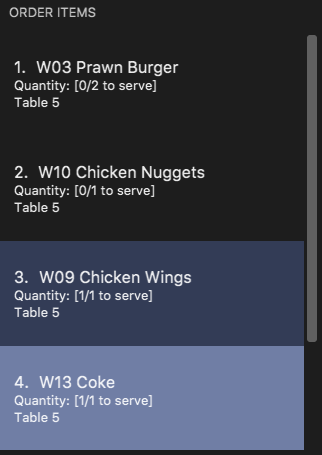 ORDER ITEMS
1. W03 Prawn Burger
Quantity: [0/2 to serve]
Table 5
2. W10 Chicken Nuggets
Quantity: [0/1 to serve]
Table 5
3. W09 Chicken Wings
Quantity: [1/1 to serve]
Table 5
4. W13 Coke
Quantity: [1/1 to serve]
Table 5